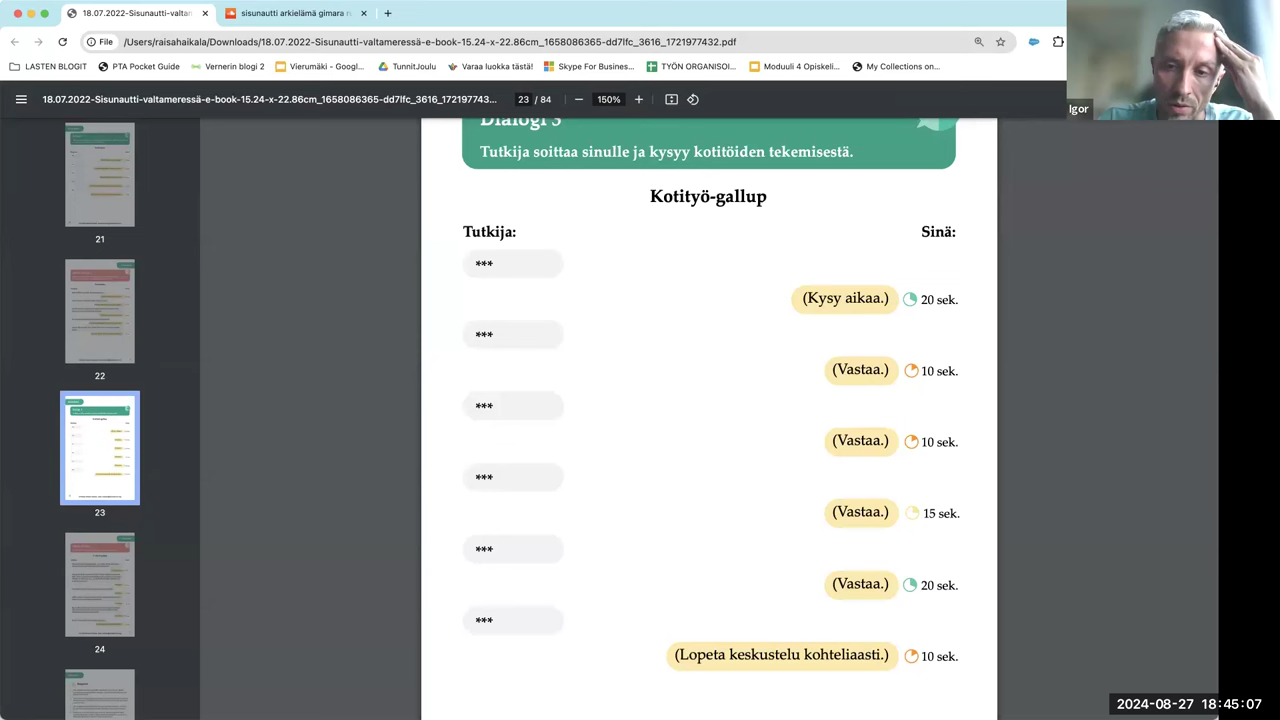 18.07.2022-Sisunautti-valtam
sisunautti arkielämä gimara
File /Users/raisahaikala/Downloads/18.07.2022-Sisunautti-valtameressä-e-book-15.24-x-22.86cm_1658086365-dd7lfc_3616_1721977432.pdf
LASTEN BLOGIT PTA Pocket Guide Vernerin blogi 2 Vierumäki - Googl... TunnitJoulu Varaa luokka tästä! Skype For Busines... TYÖN ORGANISOI... Moduuli 4 Opiskeli... My Collections on...
18.07.2022-Sisunautti-valtameressä-e-book-15.24-x-22.86cm_1658086365-dd7lfc_3616_172197743... 23 / 84 150%
Igor
Dialogi 3
Tutkija soittaa sinulle ja kysyy kotitöiden tekemisestä.
Kotityö-gallup
Tutkija: Sinä:
***
(Kysy aikaa.) 20 sek.
***
(Vastaa.) 10 sek.
***
(Vastaa.) 10 sek.
***
(Vastaa.) 15 sek.
***
(Vastaa.) 20 sek.
***
(Lopeta keskustelu kohteliaasti.) 10 sek.
21
22
23
24
2024-08-27 18:45:07